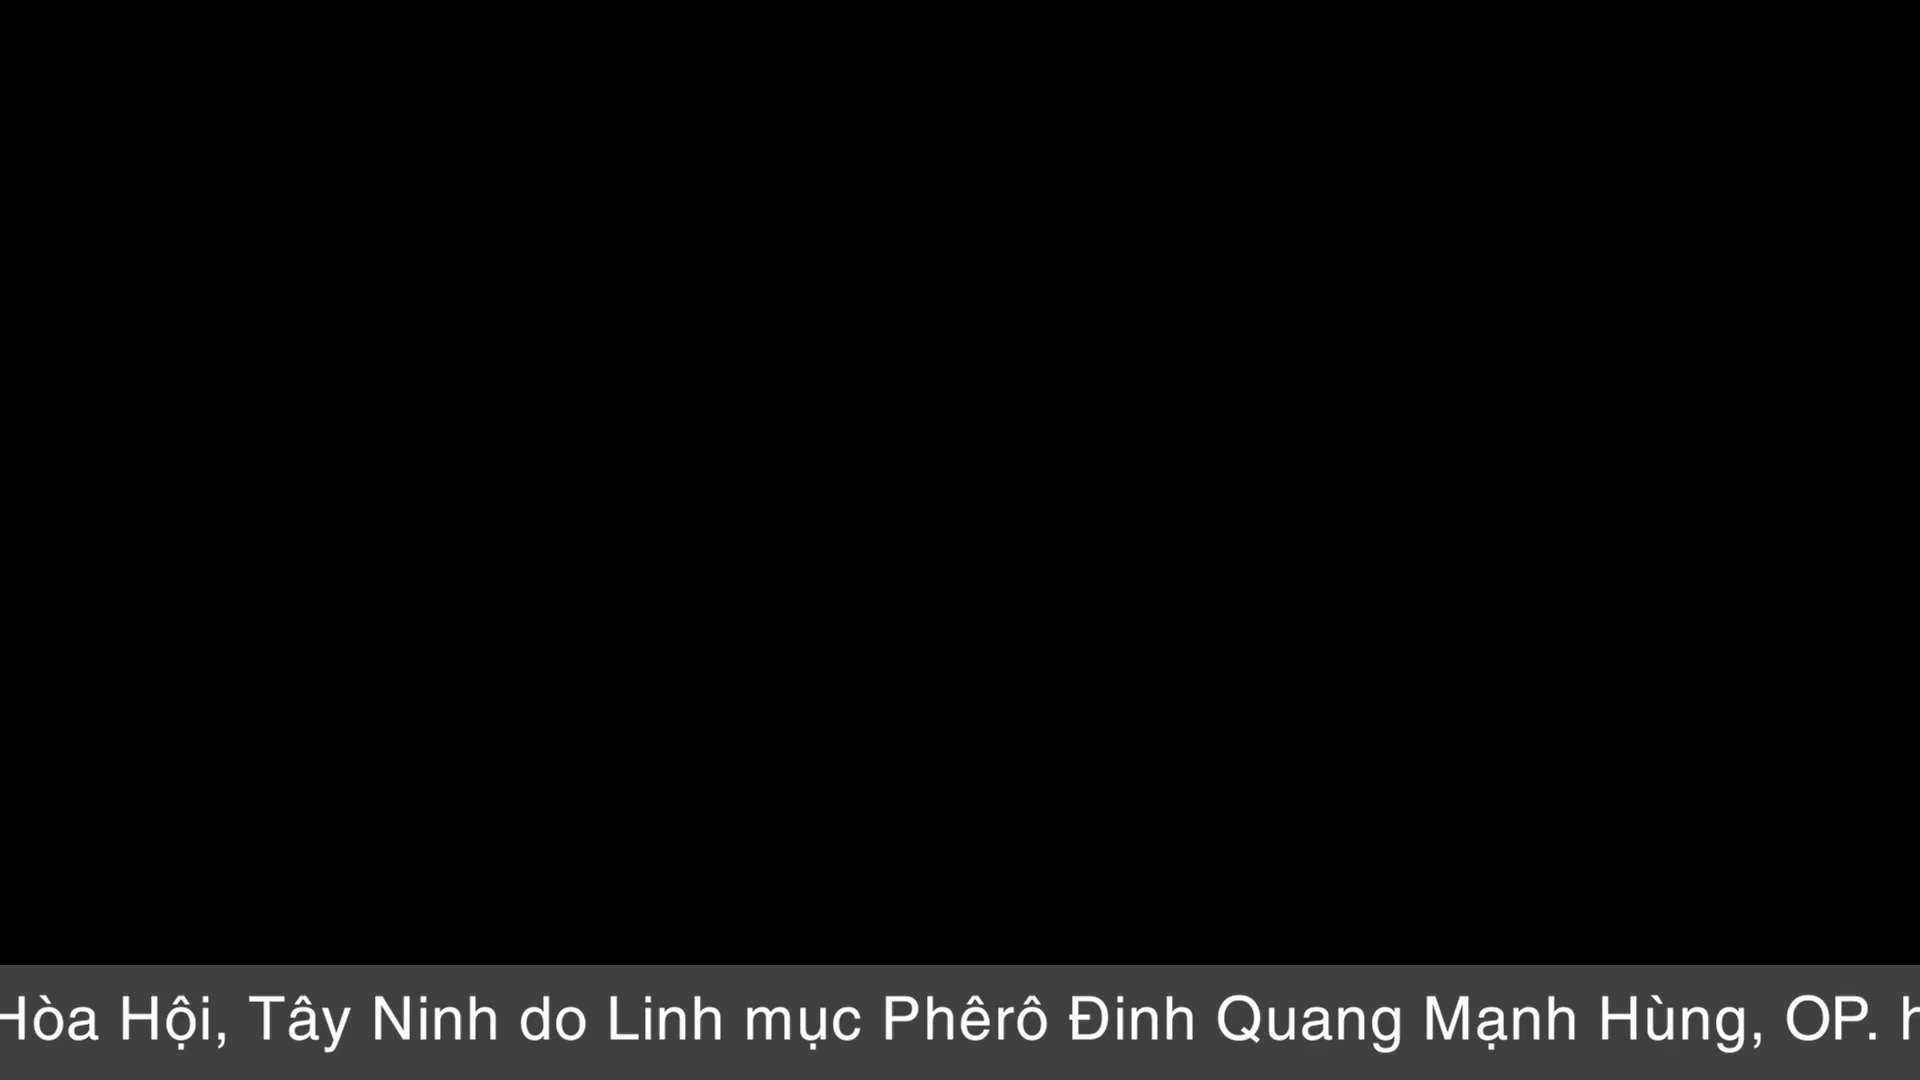 Hòa Hội, Tây Ninh do Linh mục Phêrô Đinh Quang Mạnh Hùng, OP. h